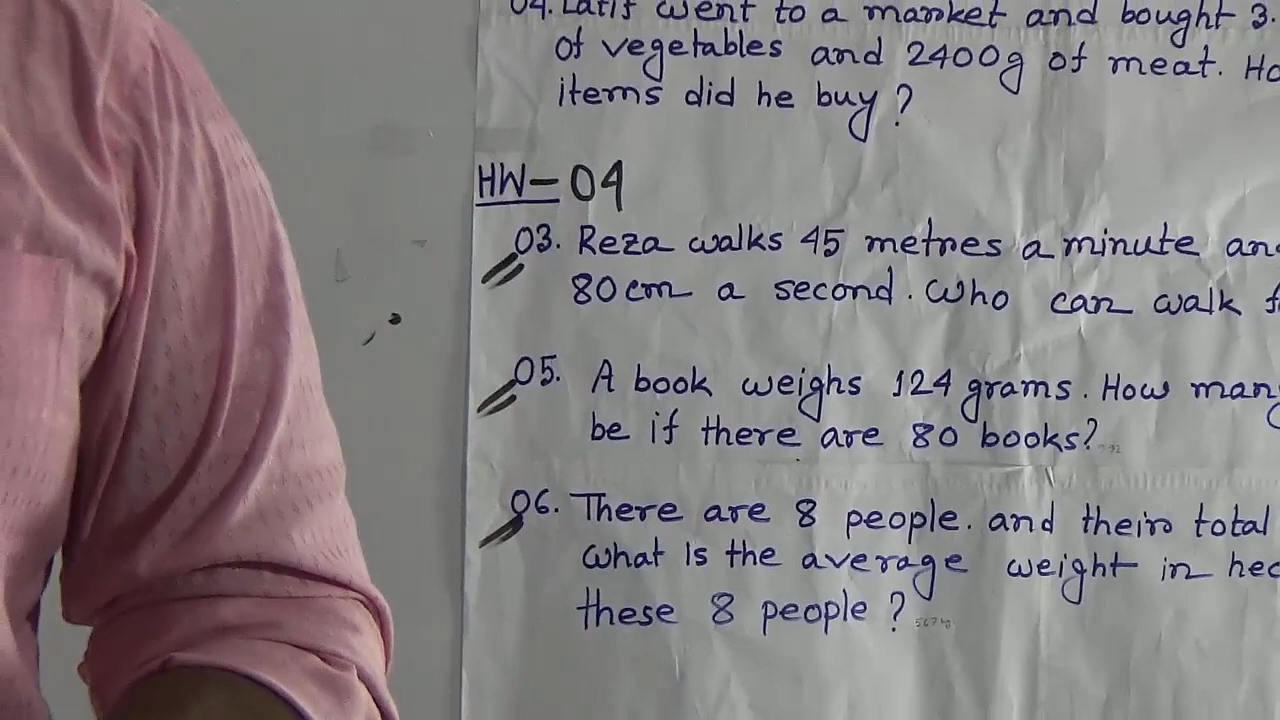 04. Latif went to a market and bought 3.
of vegetables and 2400g of meat. Ho
items did he buy?
HW-04
03. Reza walks 45 metres a minute an
80cm a second. Who can walk f
05. A book weighs 124 grams. How many
be if there are 80 books?
06. There are 8 people. and their total
what is the average weight in hec
these 8 people?